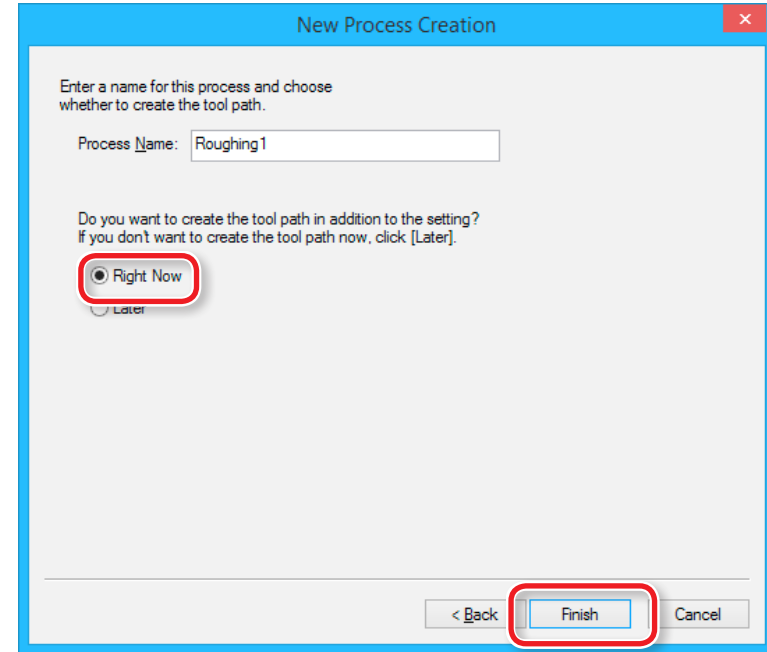 New Process Creation
Enter a name for this process and choose
whether to create the tool path.
Process Name: Roughing1
Do you want to create the tool path in addition to the setting?
If you don't want to create the tool path now, click [Later].
Right Now
Later
< Back Finish Cancel